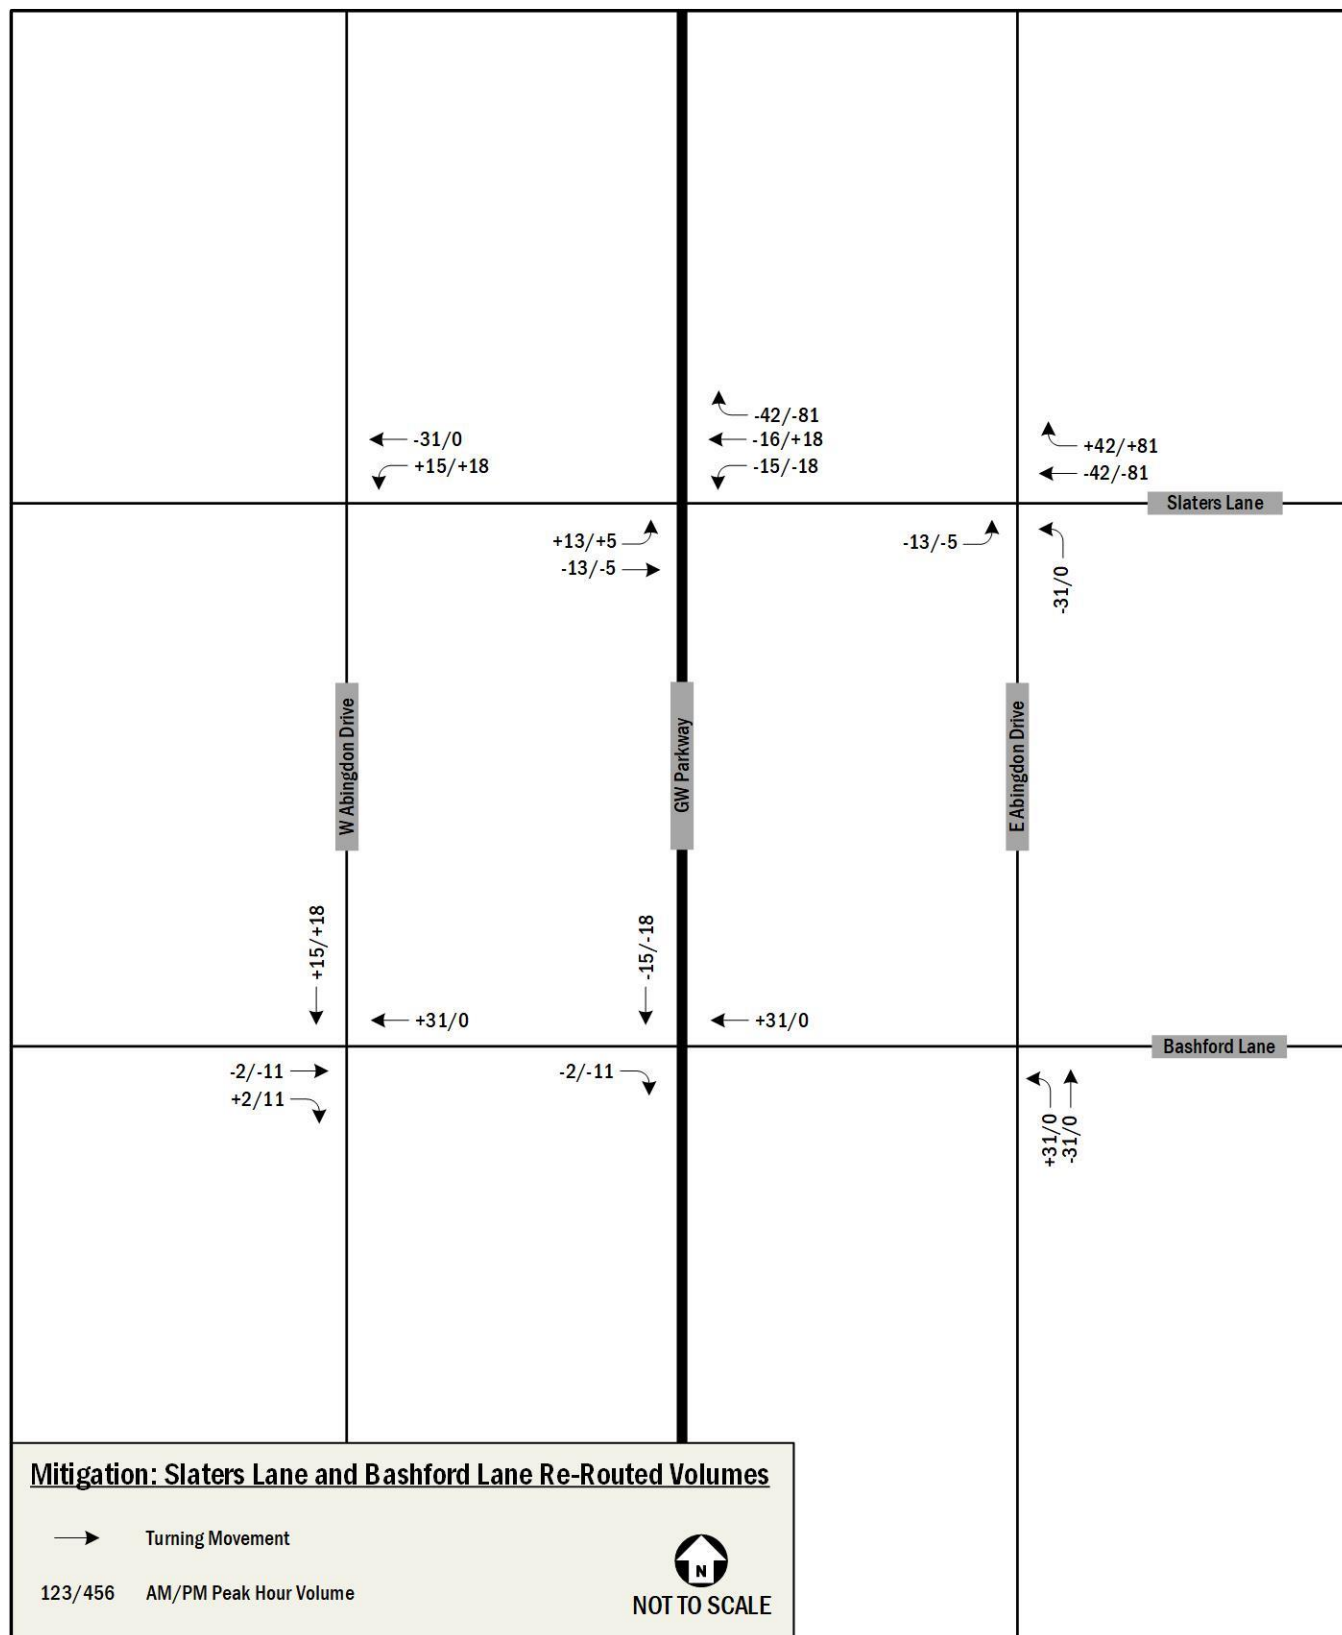 -42/-81
-31/0
-16/+18
+42/+81
+15/+18
-15/-18
-42/-81
Slaters Lane
+13/+5
-13/-5
-13/-5
-31/0
W Abingdon Drive
GW Parkway
E Abingdon Drive
+15/+18
-15/-18
+31/0
+31/0
Bashford Lane
-2/-11
-2/-11
+2/11
+31/0
-31/0
Mitigation: Slaters Lane and Bashford Lane Re-Routed Volumes
Turning Movement
N
123/456 AM/PM Peak Hour Volume
NOT TO SCALE